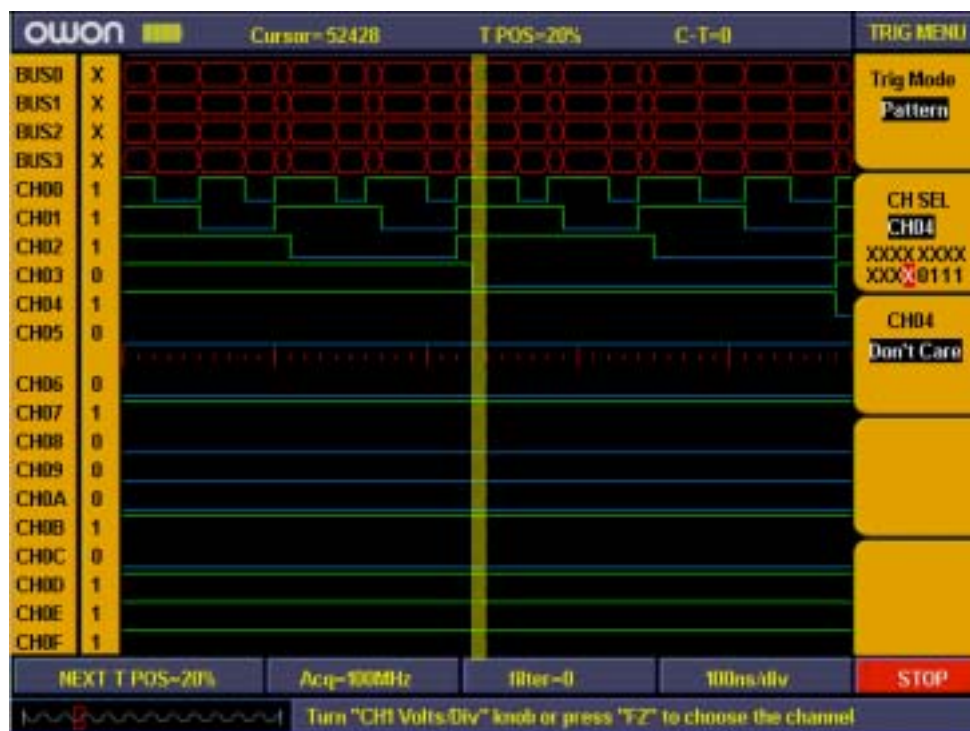 owon Cursor=52428 T POS=20% C-T=0 TRIG MENU
BUS0 X
BUS1 X
BUS2 X
BUS3 X
CH00 1
CH01 1
CH02 1
CH03 0
CH04 1
CH05 0
CH06 0
CH07 1
CH08 0
CH09 0
CH0A 0
CH0B 1
CH0C 0
CH0D 1
CH0E 1
CH0F 1
Trig Mode
Pattern
CH SEL
CH04
XXXX XXXX
XXXX 0111
CH04
Don't Care
NEXT T POS=20% Acq=100MHz filter=0 100ns/div STOP
Turn "CH1 Volts/Div" knob or press "F2" to choose the channel